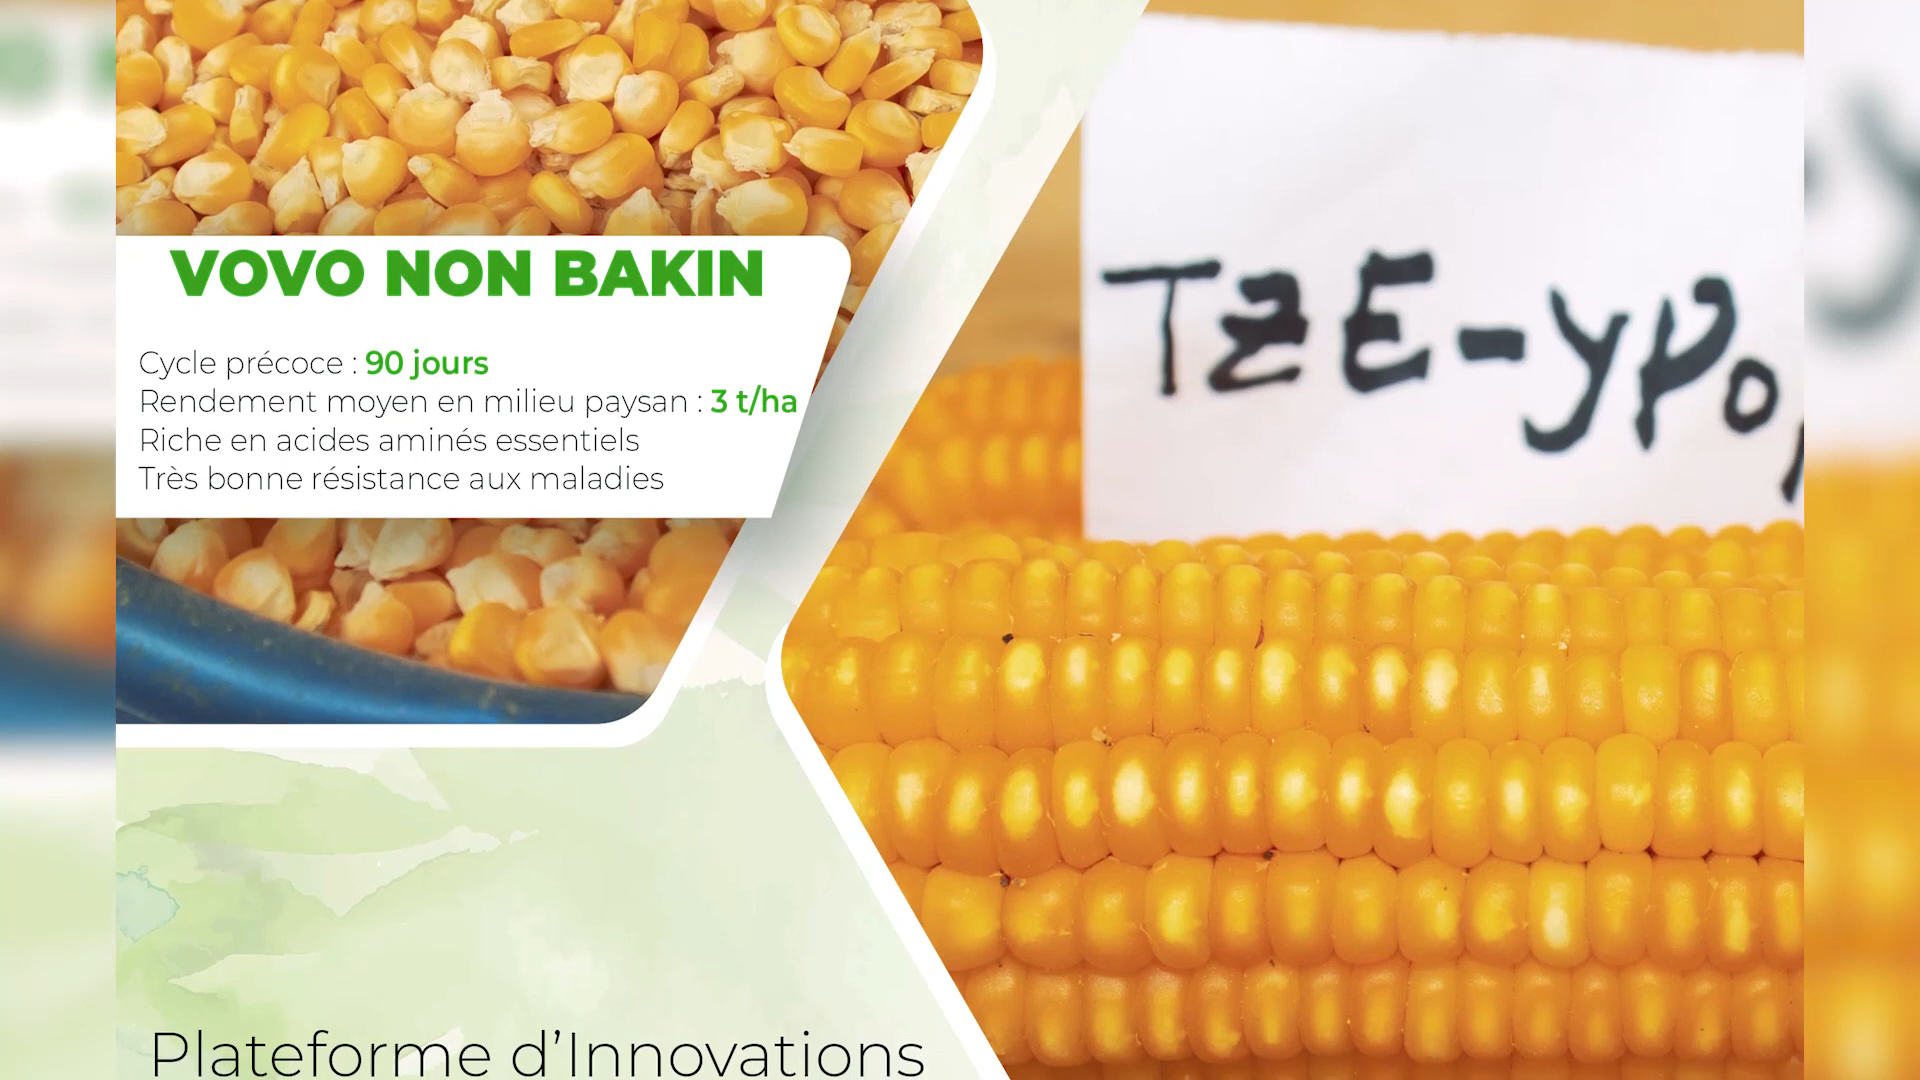 VOVO NON BAKIN
Cycle précoce : 90 jours
Rendement moyen en milieu paysan : 3 t/ha
Riche en acides aminés essentiels
Très bonne résistance aux maladies
TZE-ypo
Plateforme d’Innovations